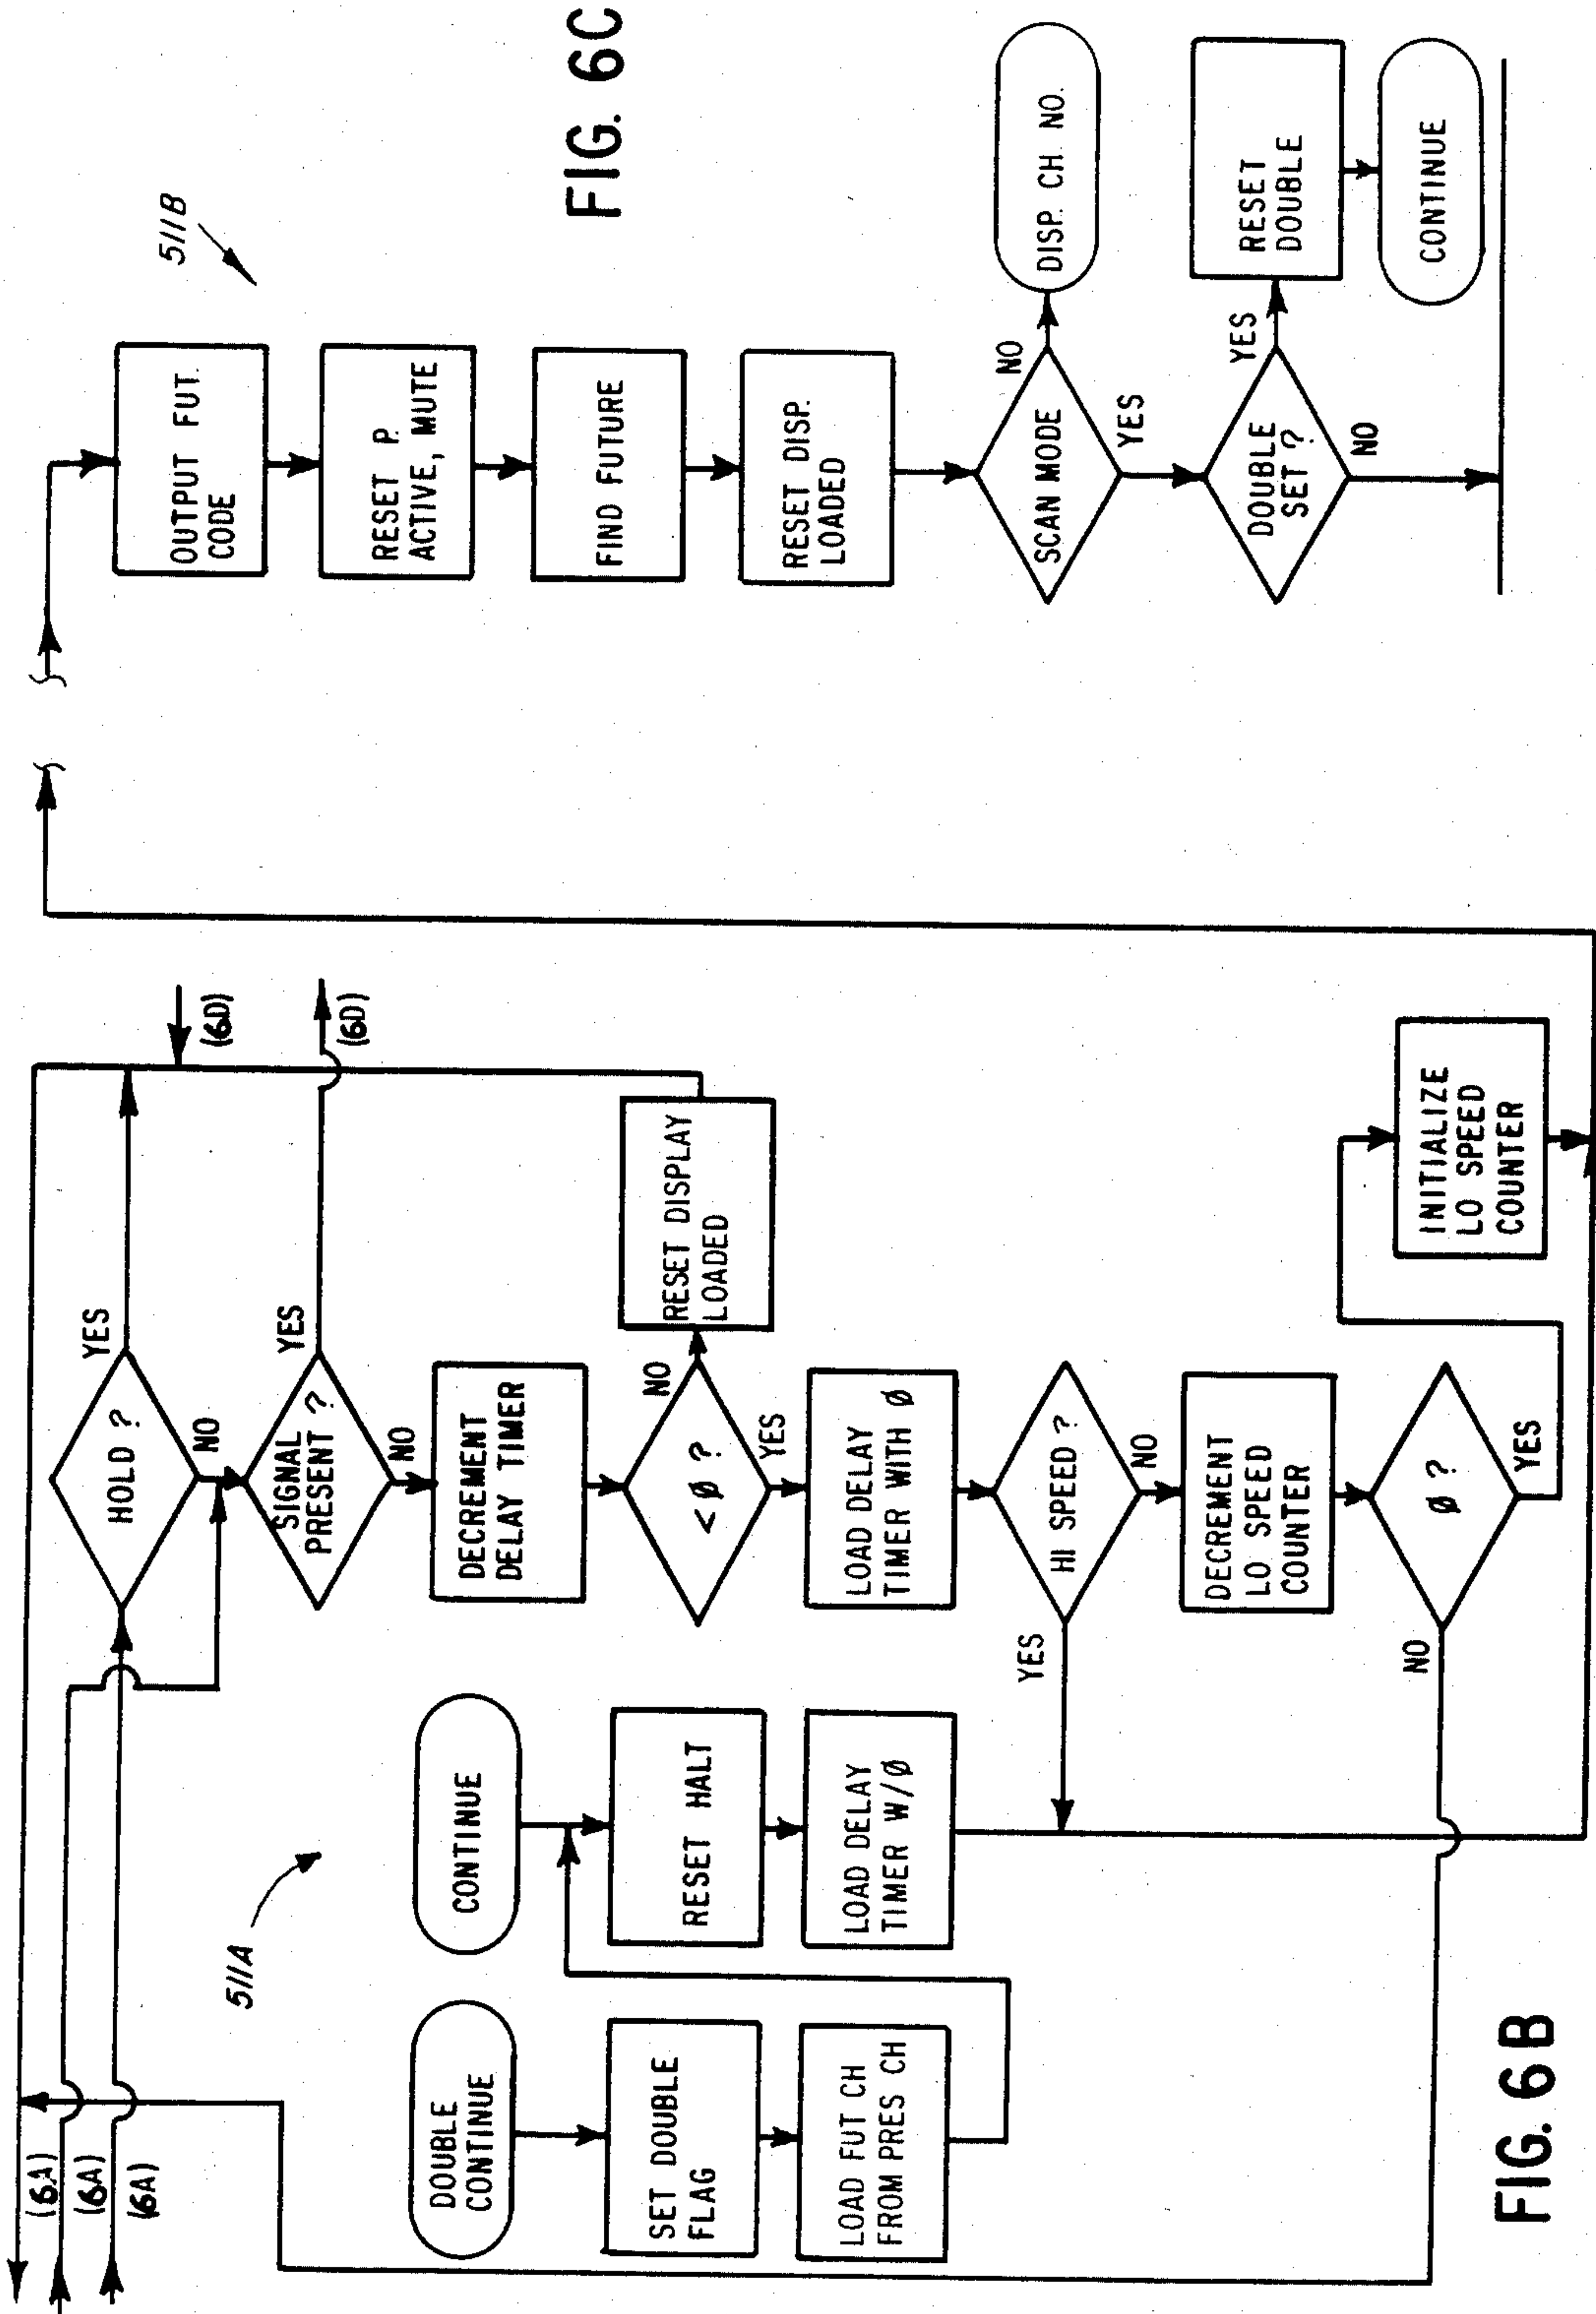 (6A)
(6A)
(6A)
HOLD ?
YES
NO
(6D)
SIGNAL
PRESENT ?
YES
NO
(6D)
511A
DECREMENT
DELAY TIMER
< Ø ?
NO
YES
RESET DISPLAY
LOADED
DOUBLE
CONTINUE
CONTINUE
SET DOUBLE
FLAG
RESET HALT
LOAD FUT CH
FROM PRES CH
LOAD DELAY
TIMER W/Ø
LOAD DELAY
TIMER WITH Ø
HI SPEED ?
YES
NO
DECREMENT
LO SPEED
COUNTER
Ø ?
NO
YES
INITIALIZE
LO SPEED
COUNTER
FIG. 6B
511B
OUTPUT FUT.
CODE
RESET P.
ACTIVE, MUTE
FIND FUTURE
RESET DISP.
LOADED
SCAN MODE
NO
YES
DISP. CH. NO.
DOUBLE
SET ?
YES
NO
RESET
DOUBLE
CONTINUE
FIG. 6C